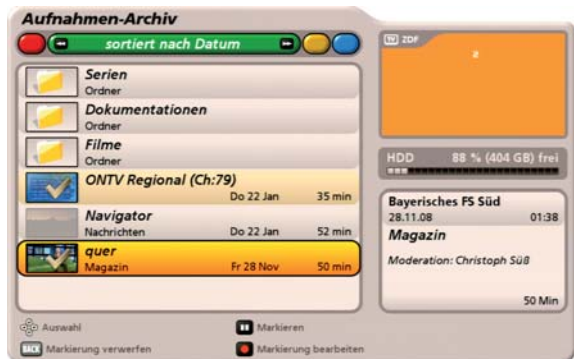 Aufnahmen-Archiv
sortiert nach Datum
Serien
Ordner
Dokumentationen
Ordner
Filme
Ordner
ONTV Regional (Ch:79)
Do 22 Jan 35 min
Navigator
Nachrichten Do 22 Jan 52 min
quer
Magazin Fr 28 Nov 50 min
TV ZDF
a
HDD 88 % (404 GB) frei
Bayerisches FS Süd
28.11.08 01:38
Magazin
Moderation: Christoph Süß
50 Min
Auswahl
Markieren
BACK Markierung verwerfen
Markierung bearbeiten